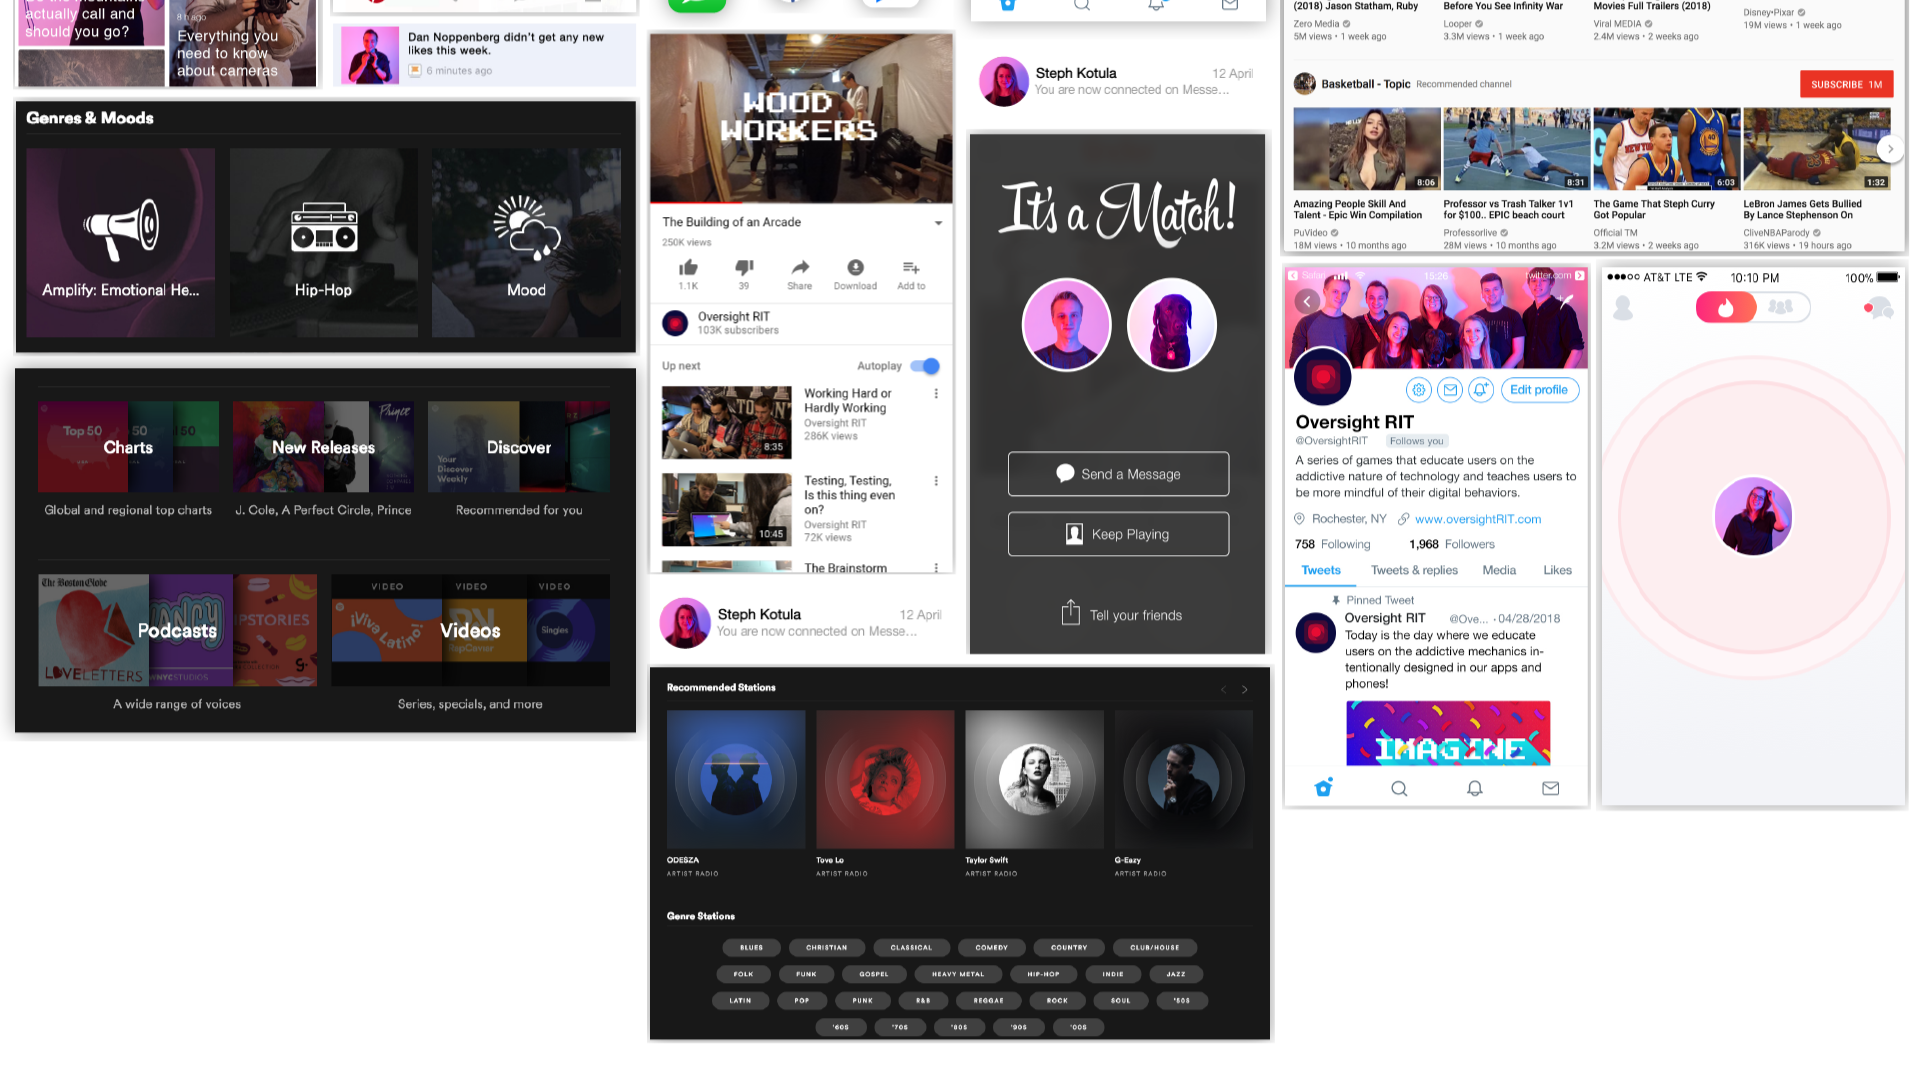 actually call and
should you go?
8 h ago
Everything you
need to know
about cameras
Dan Noppenberg didn't get any new
likes this week.
6 minutes ago
Genres & Moods
Amplify: Emotional He...
Hip-Hop
Mood
Top 50
Charts
New Releases
Prince
Your
Discover
Weekly
Discover
Global and regional top charts
J. Cole, A Perfect Circle, Prince
Recommended for you
The Boston Globe
LOVELETTERS
WNYCSTUDIOS
Podcasts
VIDEO
VIDEO
VIDEO
¡Viva Latino!
Videos
Singles
A wide range of voices
Series, specials, and more
WOOD
WORKERS
The Building of an Arcade
250K views
1.1K
39
Share
Download
Add to
Oversight RIT
103K subscribers
Up next
Autoplay
8:35
Working Hard or
Hardly Working
Oversight RIT
286K views
10:45
Testing, Testing,
Is this thing even
on?
Oversight RIT
72K views
The Brainstorm
Steph Kotula
12 April
You are now connected on Messe...
Steph Kotula
12 April
You are now connected on Messe...
It's a Match!
Send a Message
Keep Playing
Tell your friends
Recommended Stations
ODESZA
ARTIST RADIO
Tove Lo
ARTIST RADIO
Taylor Swift
ARTIST RADIO
G-Eazy
ARTIST RADIO
Genre Stations
BLUES
CHRISTIAN
CLASSICAL
COMEDY
COUNTRY
CLUB/HOUSE
FOLK
FUNK
GOSPEL
HEAVY METAL
HIP-HOP
INDIE
JAZZ
LATIN
POP
PUNK
R&B
REGGAE
ROCK
SOUL
'50S
'60S
'70S
'80S
'90S
'00S
(2018) Jason Statham, Ruby
Zero Media
5M views • 1 week ago
Before You See Infinity War
Looper
3.3M views • 1 week ago
Movies Full Trailers (2018)
Viral MEDIA
2.4M views • 2 weeks ago
Disney•Pixar
19M views • 1 week ago
Basketball - Topic
Recommended channel
SUBSCRIBE 1M
8:06
8:31
6:03
1:32
Amazing People Skill And
Talent - Epic Win Compilation
PuVideo
18M views • 10 months ago
Professor vs Trash Talker 1v1
for $100.. EPIC beach court
Professorlive
28M views • 10 months ago
The Game That Steph Curry
Got Popular
Official TM
3.2M views • 2 weeks ago
LeBron James Gets Bullied
By Lance Stephenson On
CliveNBAParody
316K views • 19 hours ago
Safari
15:26
twitter.com
Edit profile
Oversight RIT
@OversightRIT
Follows you
A series of games that educate users on the
addictive nature of technology and teaches users to
be more mindful of their digital behaviors.
Rochester, NY
www.oversightRIT.com
758 Following
1,968 Followers
Tweets
Tweets & replies
Media
Likes
Pinned Tweet
Oversight RIT
@Ove... · 04/28/2018
Today is the day where we educate
users on the addictive mechanics in-
tentionally designed in our apps and
phones!
IMAGINE
AT&T LTE
10:10 PM
100%